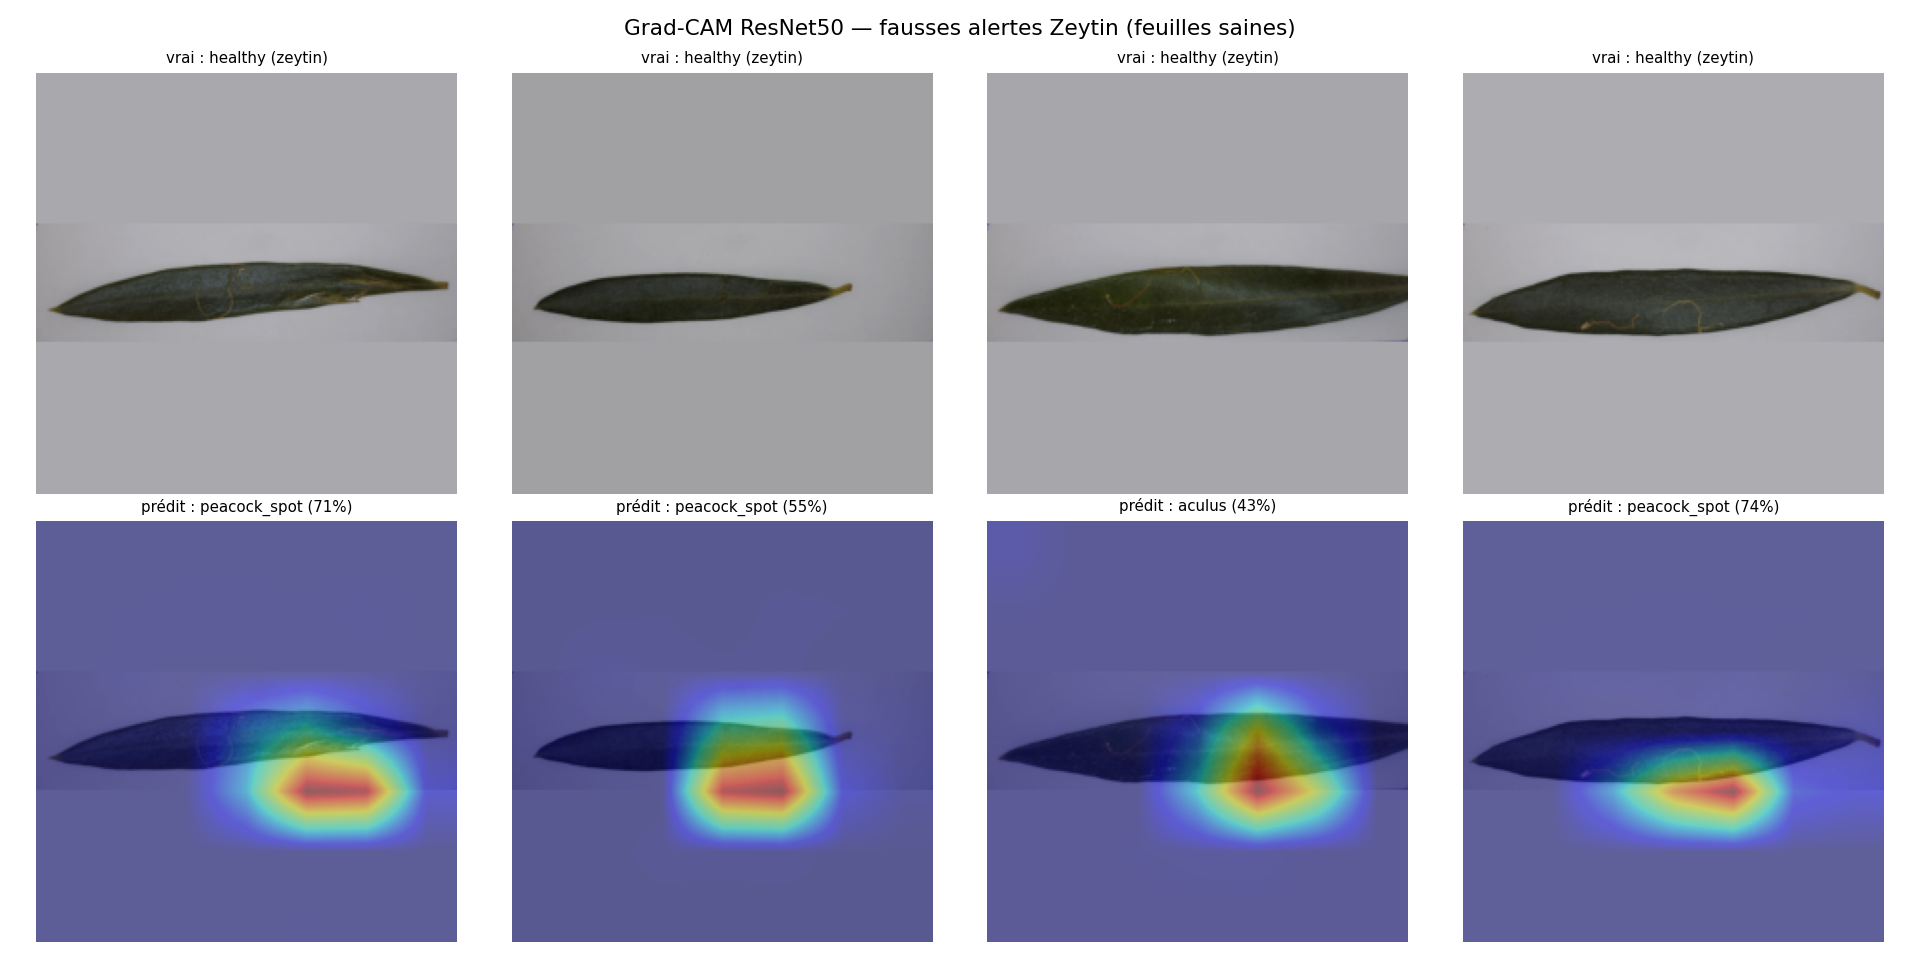 Grad-CAM ResNet50 — fausses alertes Zeytin (feuilles saines)
vrai : healthy (zeytin)
vrai : healthy (zeytin)
vrai : healthy (zeytin)
vrai : healthy (zeytin)
prédit : peacock_spot (71%)
prédit : peacock_spot (55%)
prédit : aculus (43%)
prédit : peacock_spot (74%)